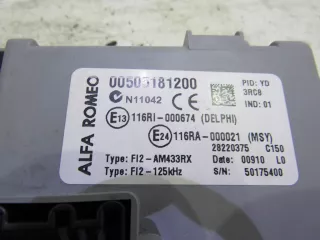 ALFA ROMEO
00505181200
PID: YD
N11042
3RC8
IND: 01
E13 116RI-000674 (DELPHI)
E24 116RA-000021 (MSY)
28220375 C150
Type: FI2-AM433RX
Date: 00910 L0
Type: FI2-125kHz
S/N: 50175400